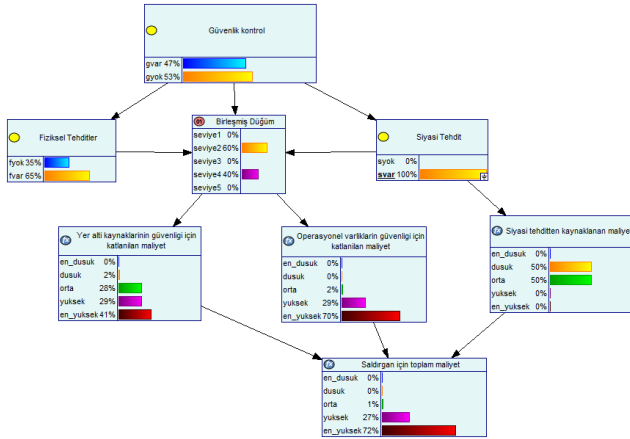 Güvenlik kontrol
gvar 47%
gyok 53%
Fiziksel Tehditler
fyok 35%
fvar 65%
Birleşmiş Düğüm
seviye1 0%
seviye2 60%
seviye3 0%
seviye4 40%
seviye5 0%
Siyasi Tehdit
syok 0%
svar 100%
Yer alti kaynaklarinin güvenligi için
katlanilan maliyet
en_dusuk 0%
dusuk 2%
orta 28%
yuksek 29%
en_yuksek 41%
Operasyonel varliklarin güvenligi için
katlanilan maliyet
en_dusuk 0%
dusuk 0%
orta 2%
yuksek 29%
en_yuksek 70%
Siyasi tehditten kaynaklanan maliyet
en_dusuk 0%
dusuk 50%
orta 50%
yuksek 0%
en_yuksek 0%
Saldırgan için toplam maliyet
en_dusuk 0%
dusuk 0%
orta 1%
yuksek 27%
en_yuksek 72%